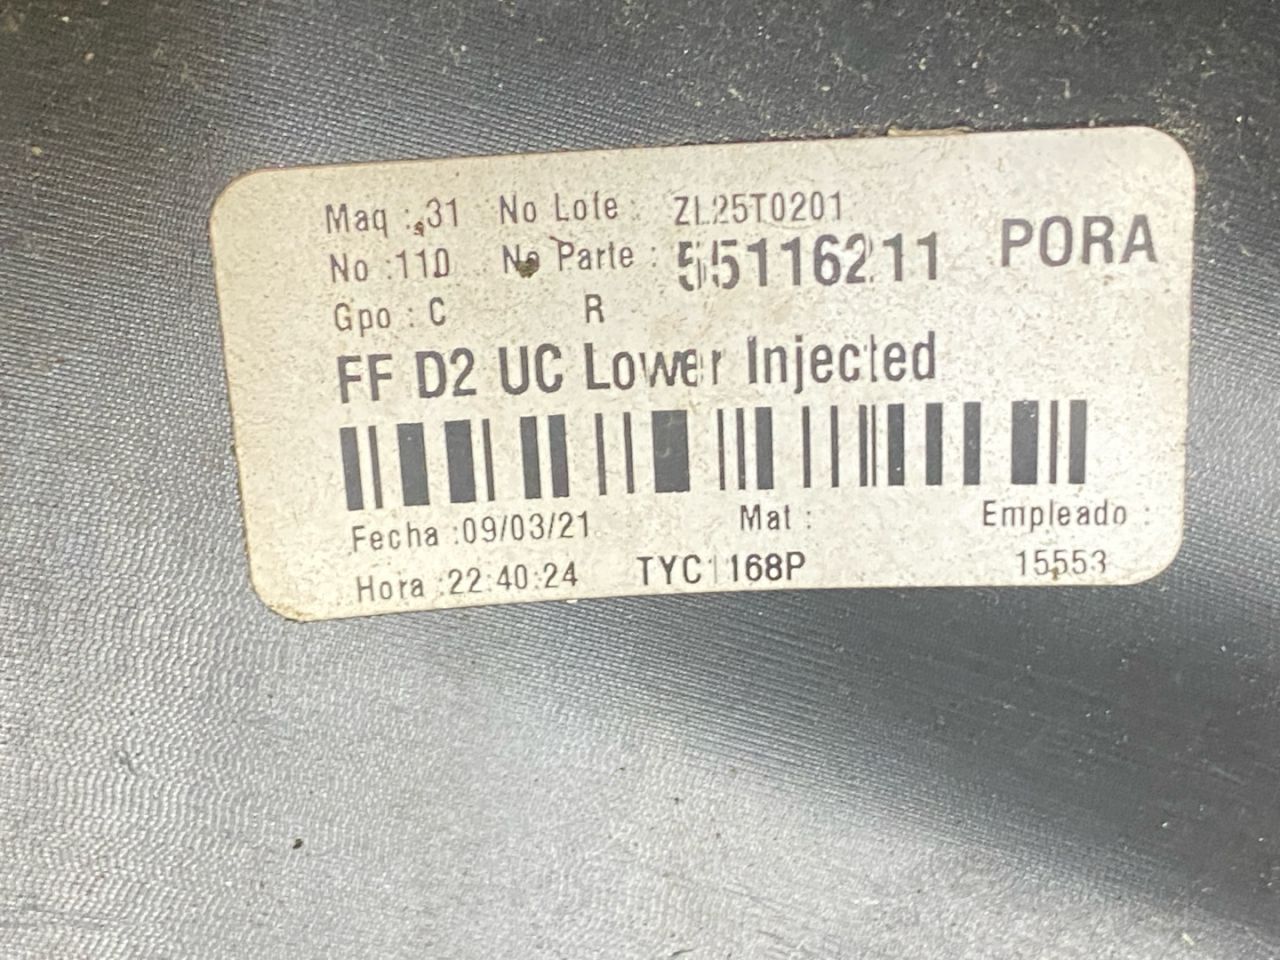 Maq : 31 No Lote : ZL25T0201
No : 110 No Parte : 55116211 PORA
Gpo : C R
FF D2 UC Lower Injected
Fecha :09/03/21 Mat : Empleado :
Hora :22:40:24 TYC1168P 15553